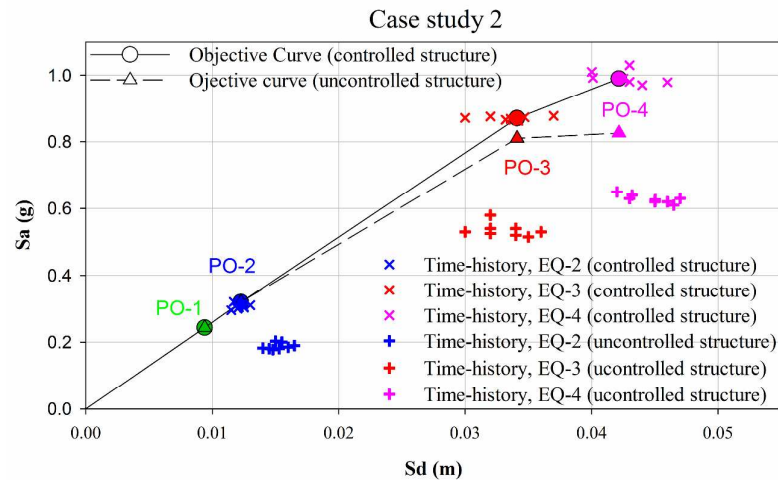 Case study 2
Objective Curve (controlled structure)
Ojective curve (uncontrolled structure)
1.0
0.8
0.6
0.4
0.2
0.0
Sa (g)
PO-4
PO-3
PO-2
PO-1
Time-history, EQ-2 (controlled structure)
Time-history, EQ-3 (controlled structure)
Time-history, EQ-4 (controlled structure)
Time-history, EQ-2 (uncontrolled structure)
Time-history, EQ-3 (ucontrolled structure)
Time-history, EQ-4 (ucontrolled structure)
0.00 0.01 0.02 0.03 0.04 0.05
Sd (m)